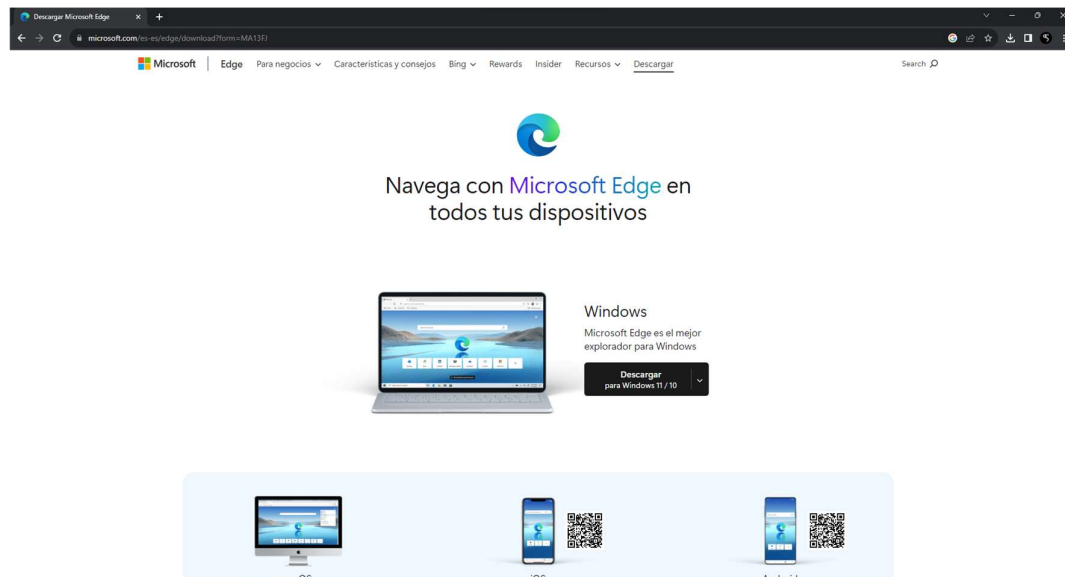 Descargar Microsoft Edge
microsoft.com/es-es/edge/download?form=MA13FJ
Microsoft Edge Para negocios Características y consejos Bing Rewards Insider Recursos Descargar Search
Navega con Microsoft Edge en
todos tus dispositivos
Windows
Microsoft Edge es el mejor
explorador para Windows
Descargar
para Windows 11 / 10
iOS